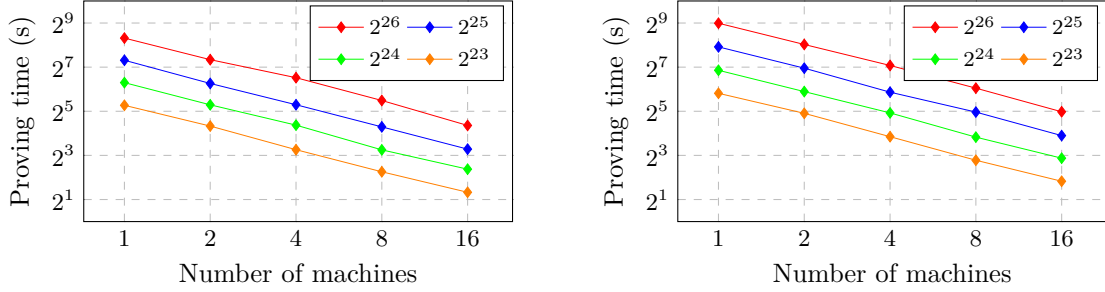 Proving time (s)
2^9
2^7
2^5
2^3
2^1
2^26 2^25
2^24 2^23
1 2 4 8 16
Number of machines
Proving time (s)
2^9
2^7
2^5
2^3
2^1
2^26 2^25
2^24 2^23
1 2 4 8 16
Number of machines